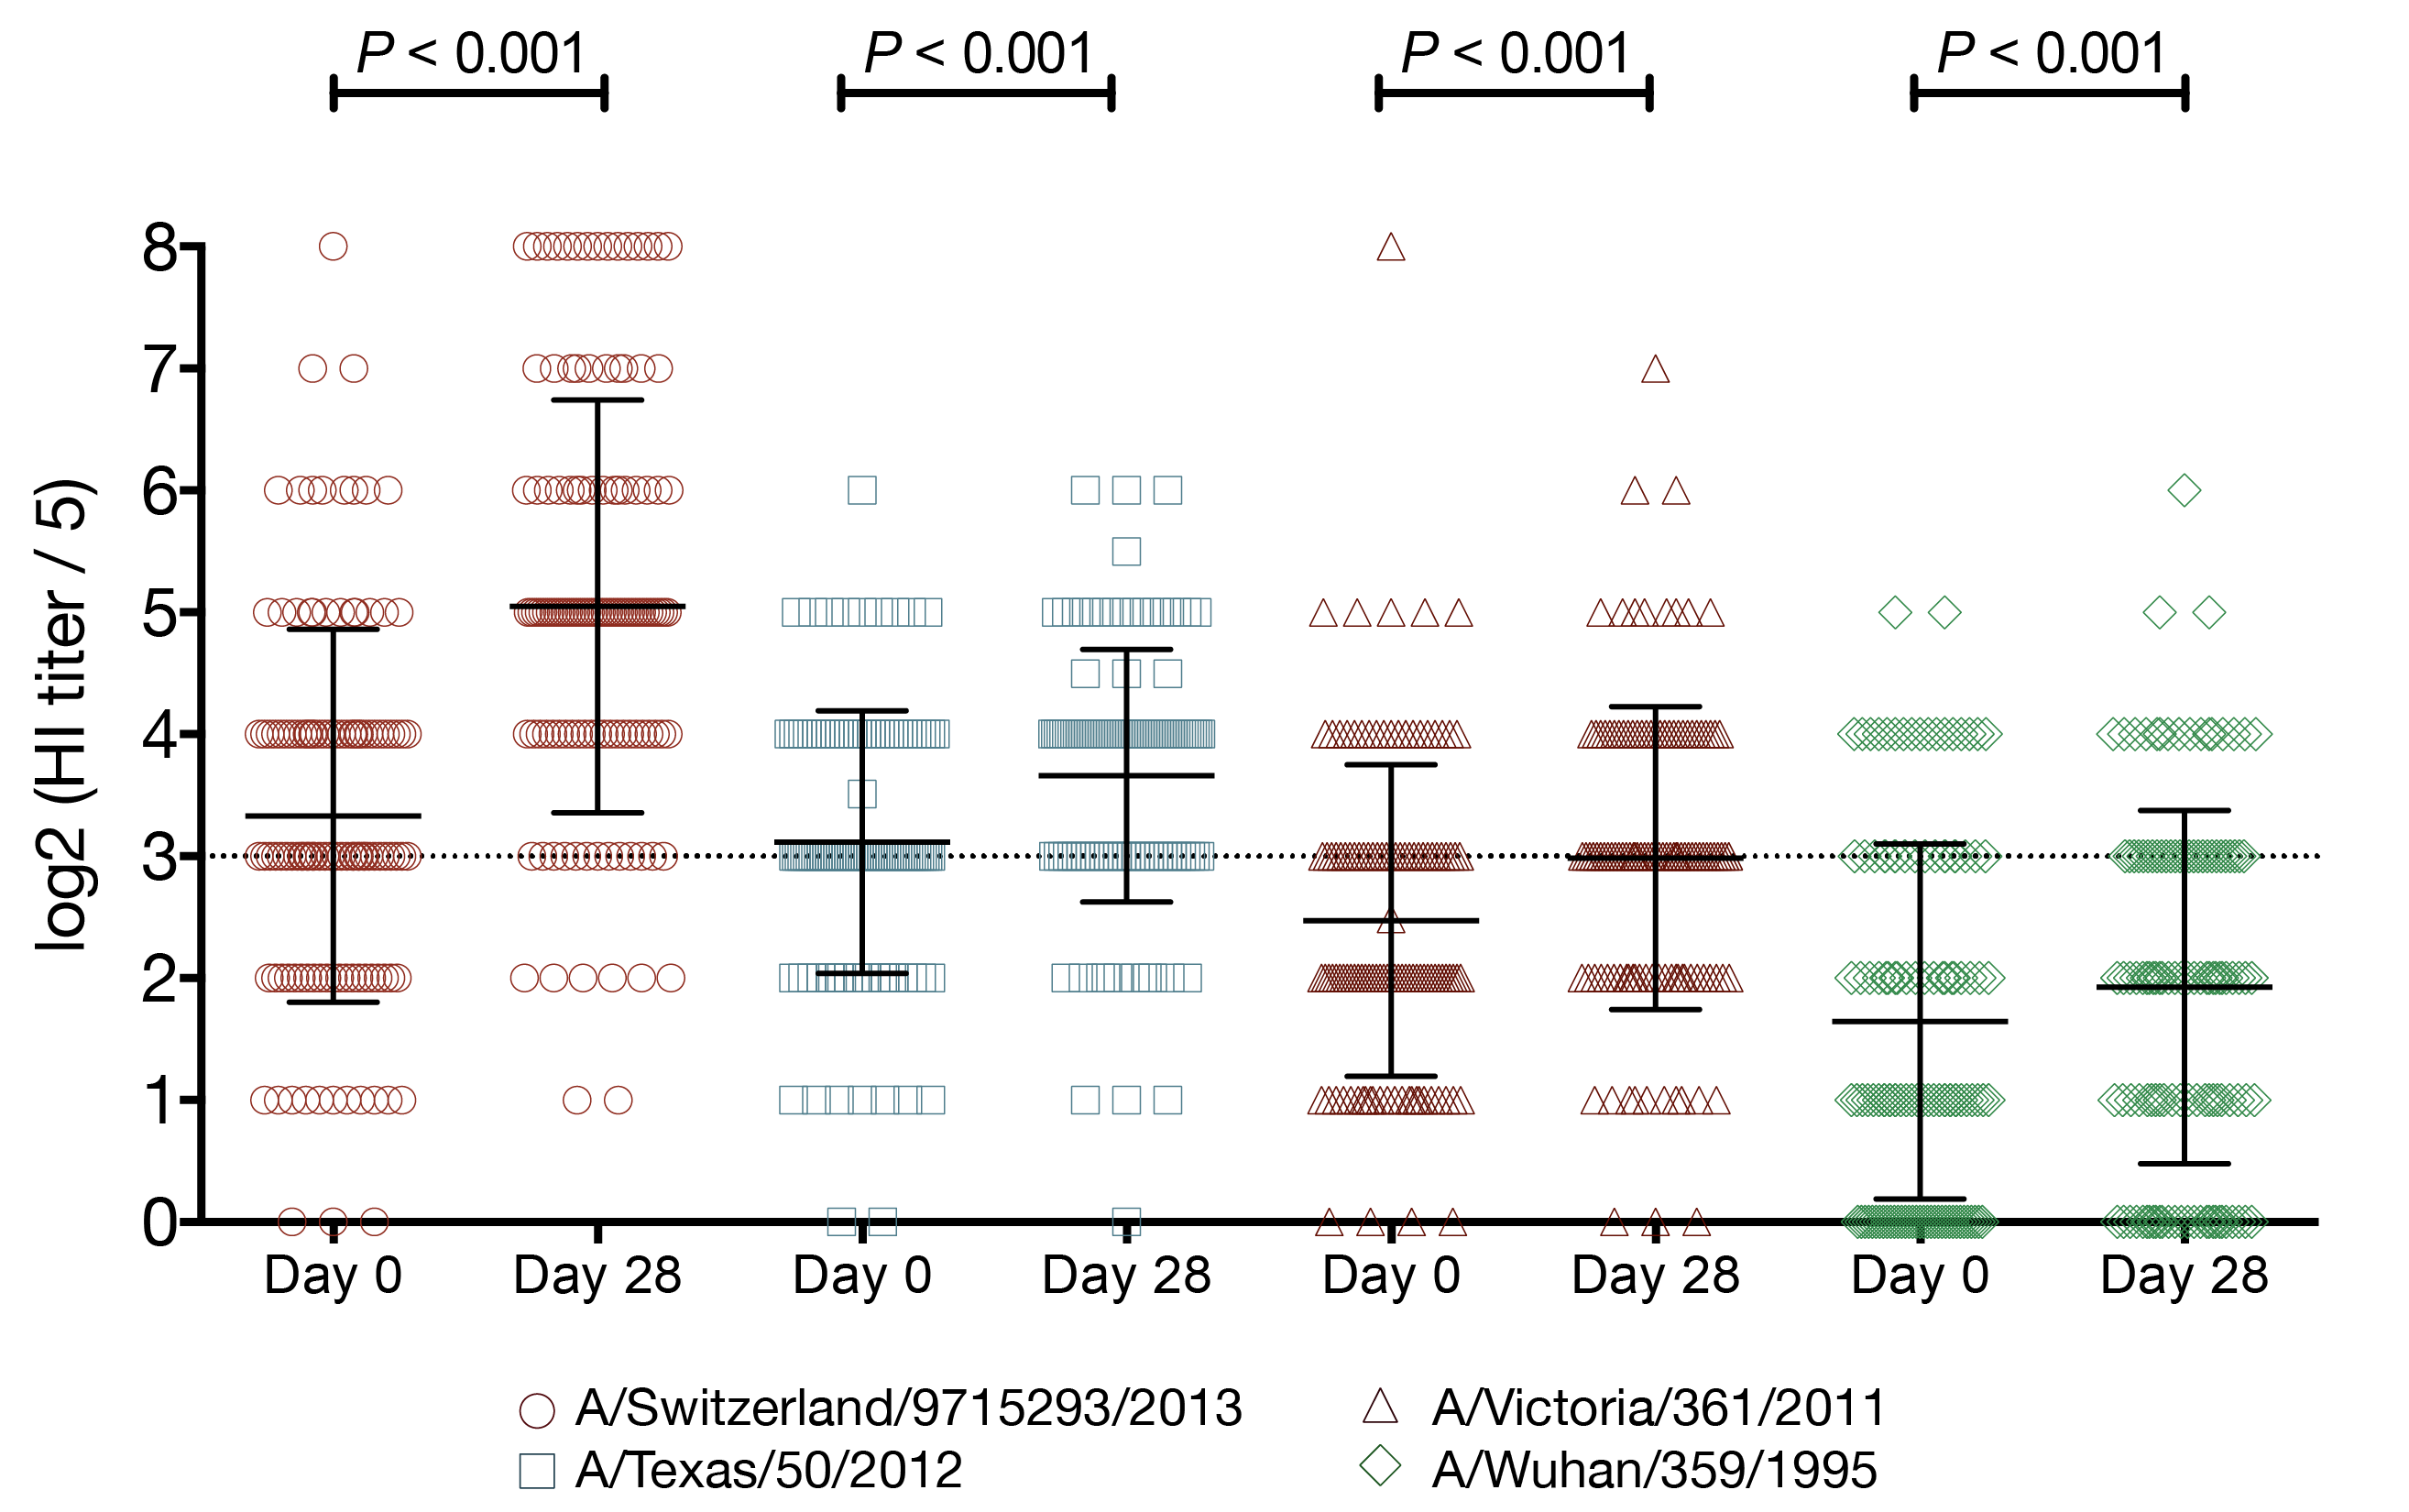 P < 0.001 P < 0.001 P < 0.001 P < 0.001
log2 (HI titer / 5)
8
7
6
5
4
3
2
1
0
Day 0 Day 28 Day 0 Day 28 Day 0 Day 28 Day 0 Day 28
A/Switzerland/9715293/2013 A/Victoria/361/2011
A/Texas/50/2012 A/Wuhan/359/1995